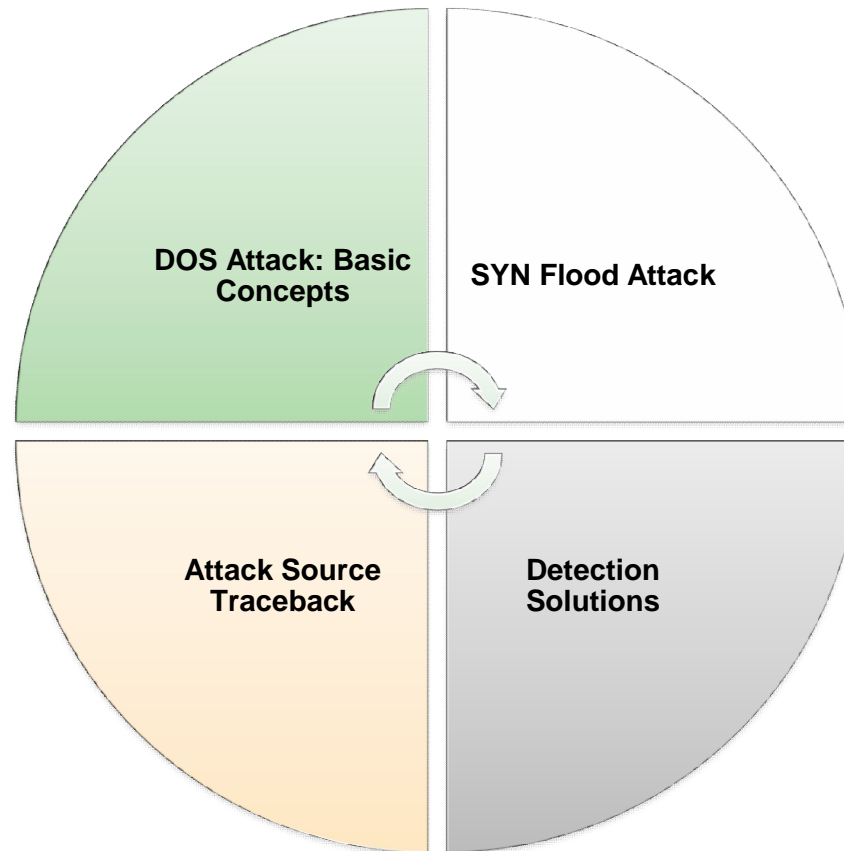 DOS Attack: Basic
Concepts
SYN Flood Attack
Attack Source
Traceback
Detection
Solutions